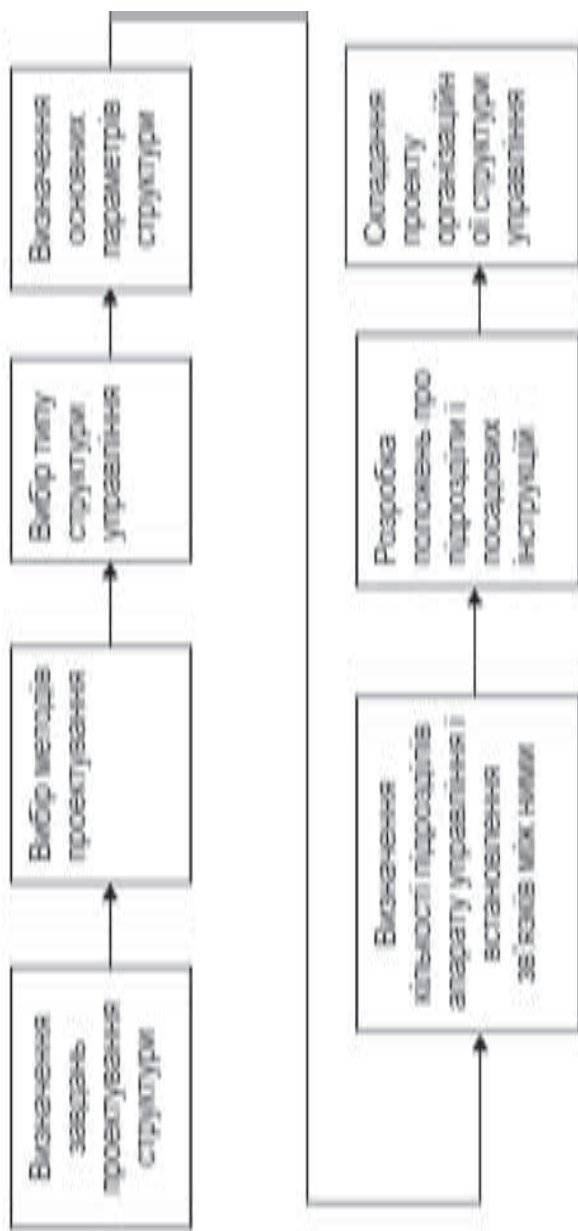 Визначення
завдань
проектування
структури
Вибір методів
проектування
Вибір типу
структури
управління
Визначення
основних
параметрів
структури
Визначення
кількості підрозділів
апарату управління і
встановлення
зв'язків між ними
Розробка
положень про
підрозділи і
посадових
інструкцій
Складання
проекту
організаційн
ої структури
управління